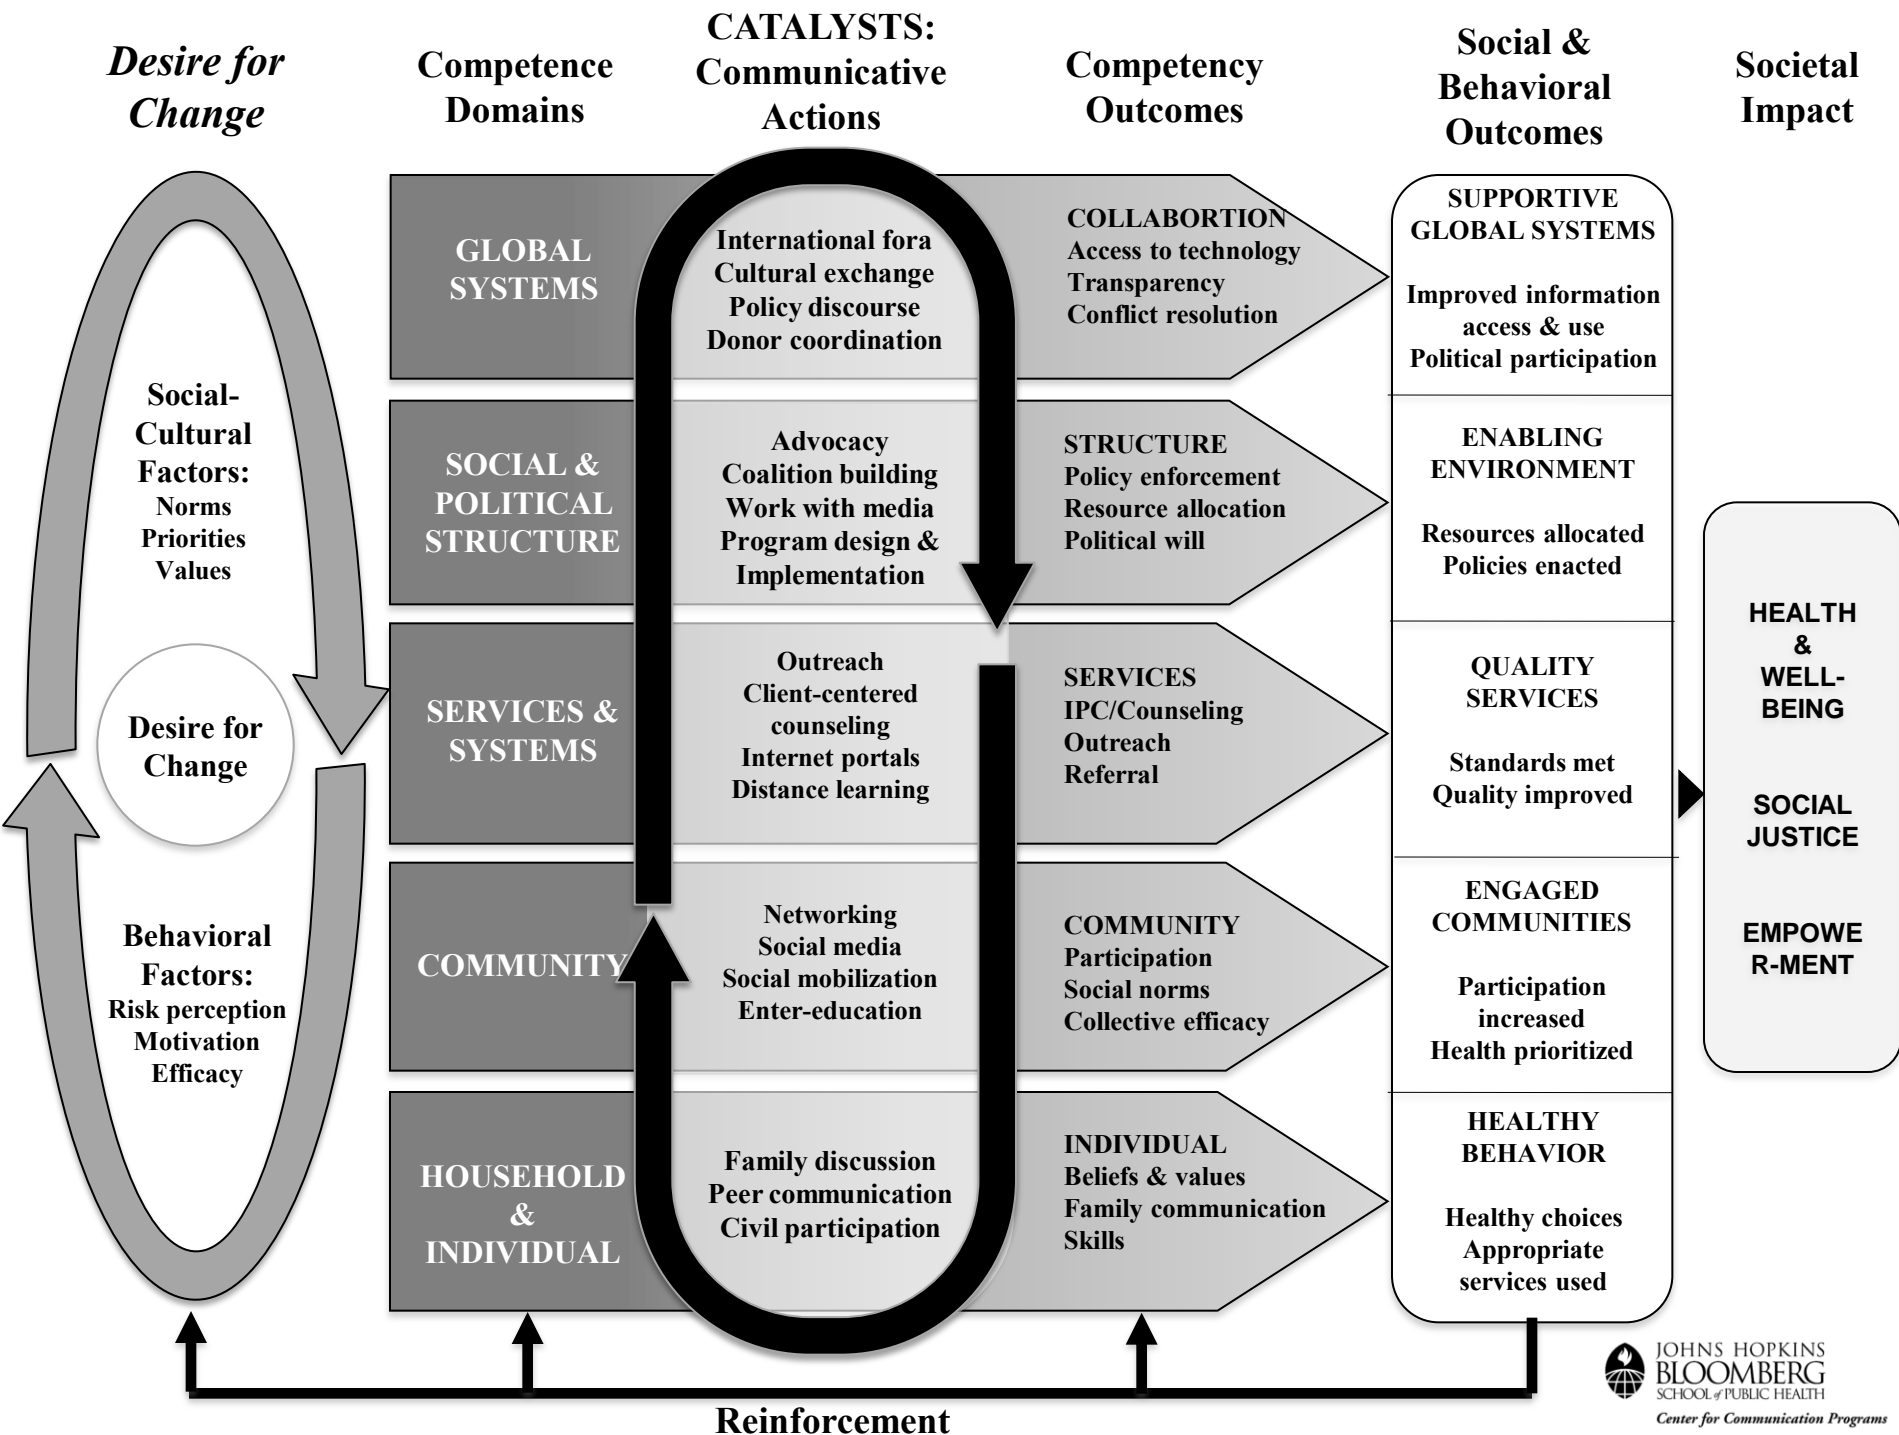 Desire for
Change
Competence
Domains
CATALYSTS:
Communicative
Actions
Competency
Outcomes
Social &
Behavioral
Outcomes
Societal
Impact
Social-
Cultural
Factors:
Norms
Priorities
Values
Desire for
Change
Behavioral
Factors:
Risk perception
Motivation
Efficacy
GLOBAL
SYSTEMS
International fora
Cultural exchange
Policy discourse
Donor coordination
COLLABORTION
Access to technology
Transparency
Conflict resolution
SUPPORTIVE
GLOBAL SYSTEMS
Improved information
access & use
Political participation
SOCIAL &
POLITICAL
STRUCTURE
Advocacy
Coalition building
Work with media
Program design &
Implementation
STRUCTURE
Policy enforcement
Resource allocation
Political will
ENABLING
ENVIRONMENT
Resources allocated
Policies enacted
SERVICES &
SYSTEMS
Outreach
Client-centered
counseling
Internet portals
Distance learning
SERVICES
IPC/Counseling
Outreach
Referral
QUALITY
SERVICES
Standards met
Quality improved
COMMUNITY
Networking
Social media
Social mobilization
Enter-education
COMMUNITY
Participation
Social norms
Collective efficacy
ENGAGED
COMMUNITIES
Participation
increased
Health prioritized
HOUSEHOLD
&
INDIVIDUAL
Family discussion
Peer communication
Civil participation
INDIVIDUAL
Beliefs & values
Family communication
Skills
HEALTHY
BEHAVIOR
Healthy choices
Appropriate
services used
HEALTH
&
WELL-
BEING
SOCIAL
JUSTICE
EMPOWE
R-MENT
Reinforcement
JOHNS HOPKINS
BLOOMBERG
SCHOOL of PUBLIC HEALTH
Center for Communication Programs